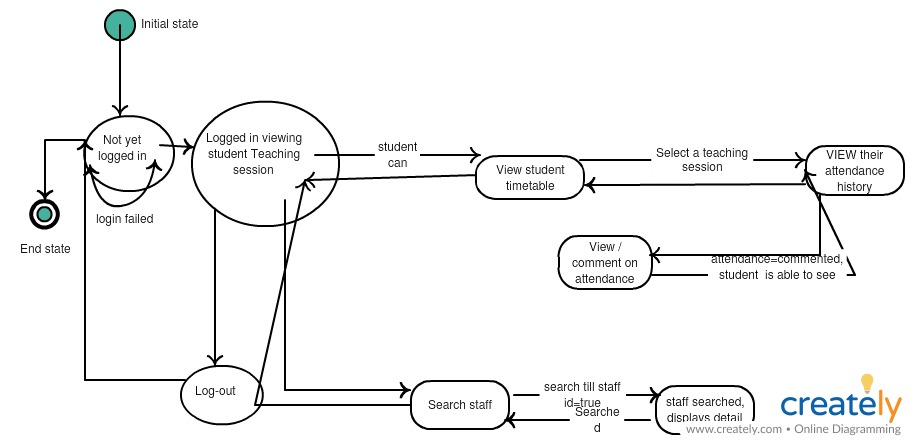 Initial state
Not yet
logged in
login failed
End state
Logged in viewing
student Teaching
session
student
can
View student
timetable
Select a teaching
session
VIEW their
attendance
history
View /
comment on
attendance
attendance=commented,
student is able to see
Log-out
Search staff
search till staff
id=true
Searche
d
staff searched,
displays detail
creately
www.creately.com • Online Diagramming